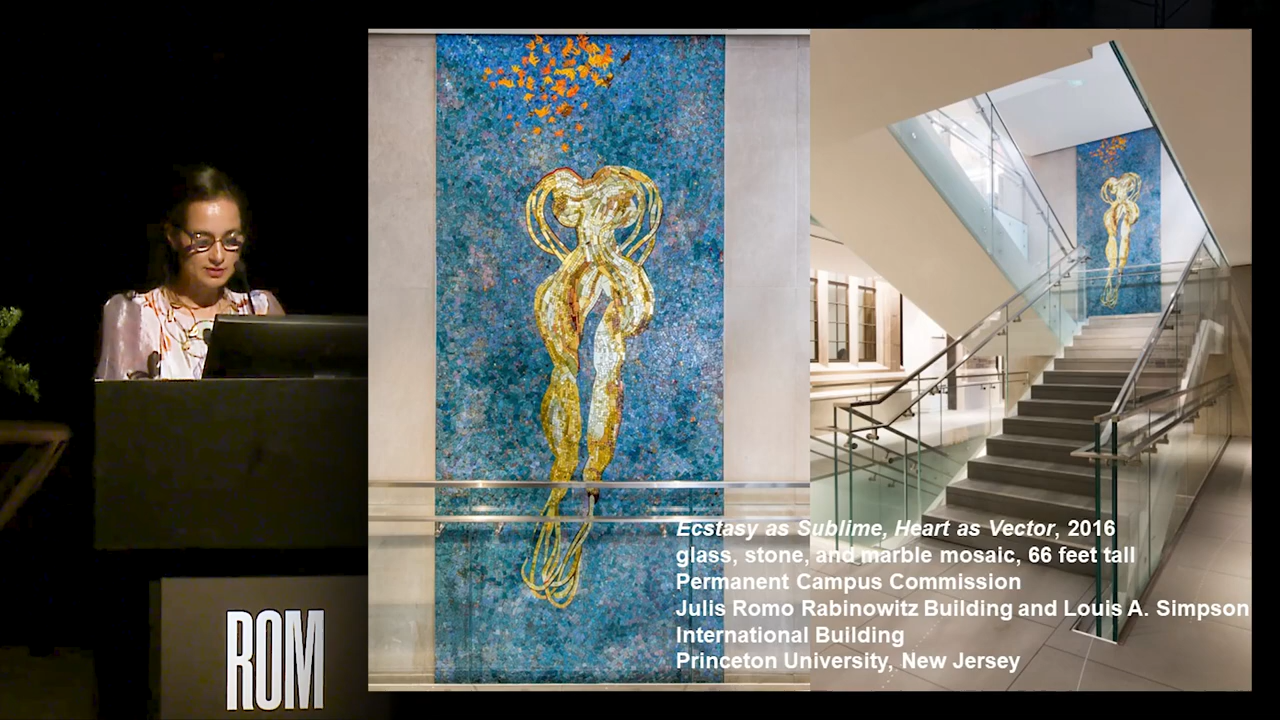 Ecstasy as Sublime, Heart as Vector, 2016
glass, stone, and marble mosaic, 66 feet tall
Permanent Campus Commission
Julis Romo Rabinowitz Building and Louis A. Simpson
International Building
Princeton University, New Jersey
ROM